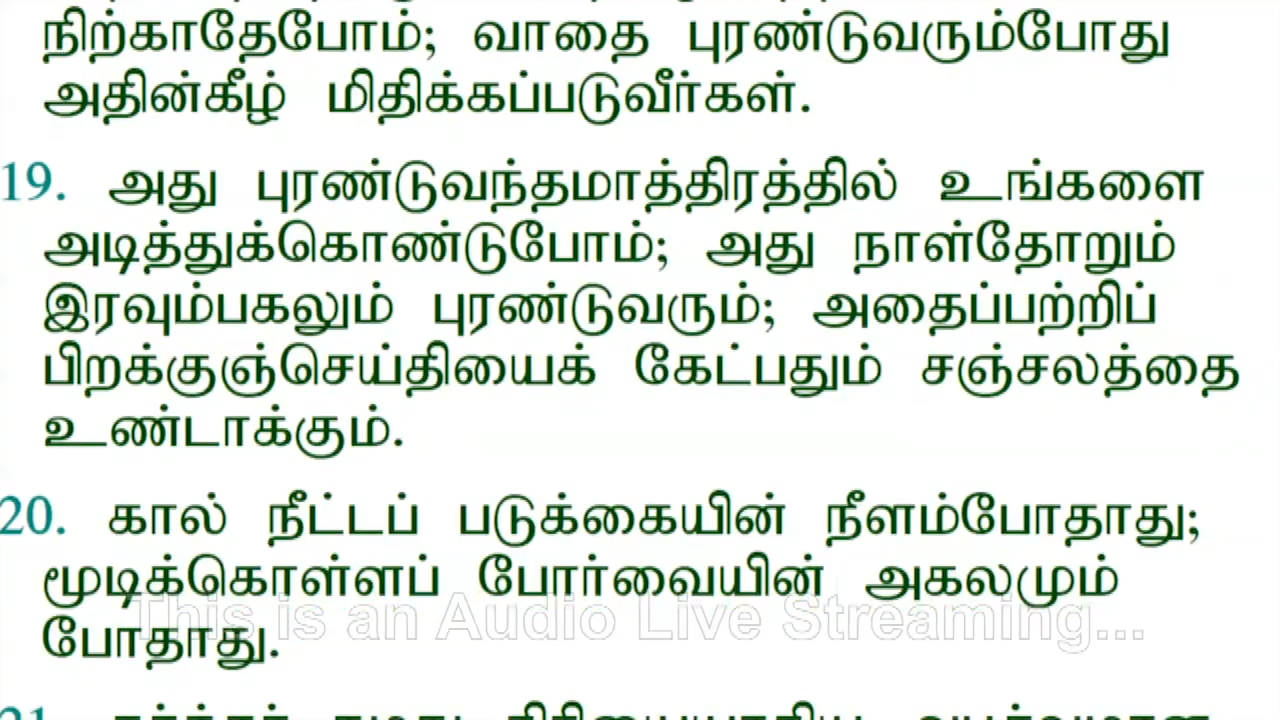 நிற்காதேபோம்; வாதை புரண்டுவரும்போது
அதின்கீழ் மிதிக்கப்படுவீர்கள்.
19. அது புரண்டுவந்தமாத்திரத்தில் உங்களை
அடித்துக்கொண்டுபோம்; அது நாள்தோறும்
இரவும்பகலும் புரண்டுவரும்; அதைப்பற்றிப்
பிறக்குஞ்செய்தியைக் கேட்பதும் சஞ்சலத்தை
உண்டாக்கும்.
20. கால் நீட்டப் படுக்கையின் நீளம்போதாது;
மூடிக்கொள்ளப் போர்வையின் அகலமும்
This is an Audio Live Streaming...
போதாது.
21.